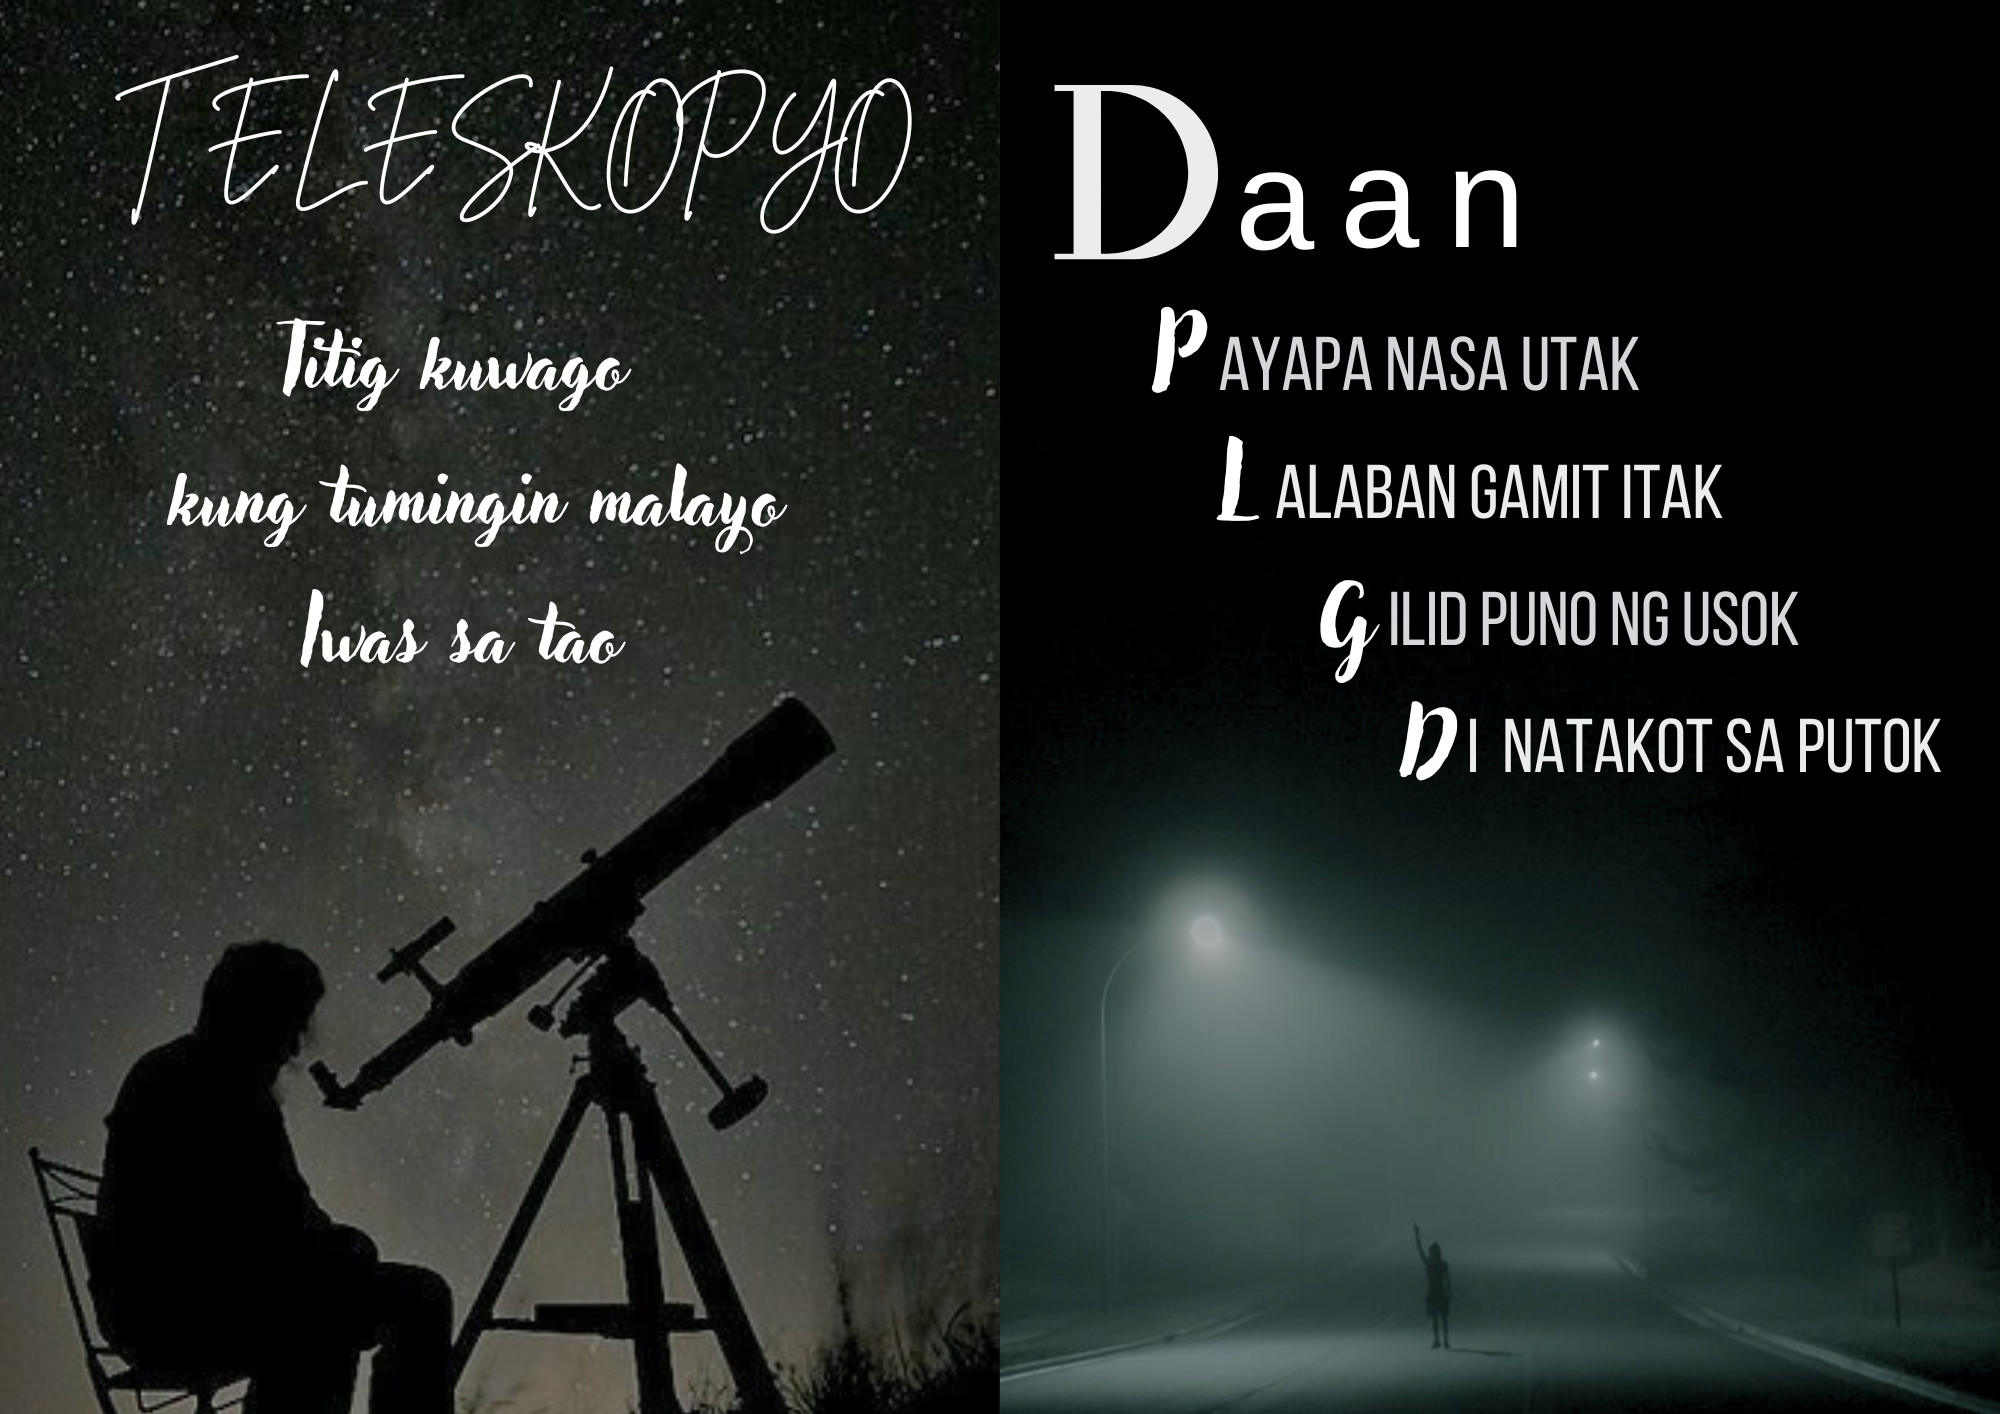 TELESKOPYO
Titig kuwago
kung tumingin malayo
Iwas sa tao
Daan
PAYAPA NASA UTAK
LALABAN GAMIT ITAK
GILID PUNO NG USOK
DI NATAKOT SA PUTOK